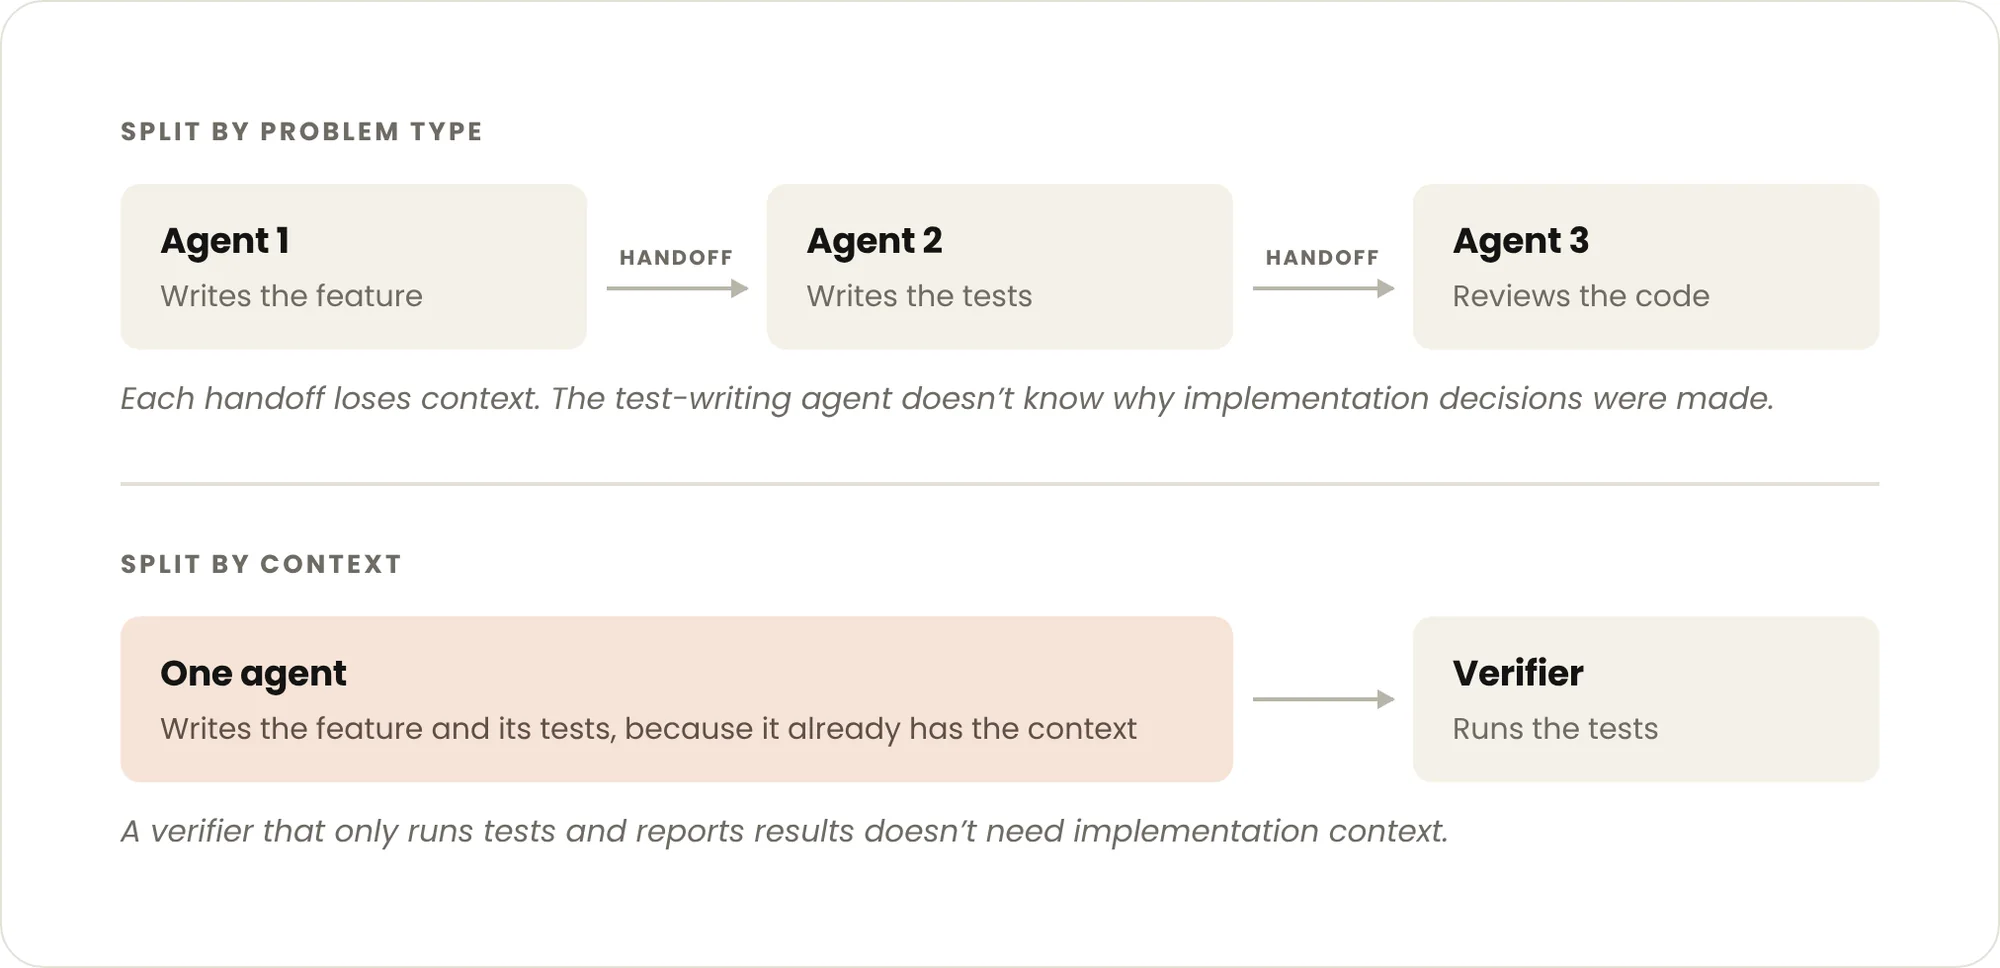 SPLIT BY PROBLEM TYPE
Agent 1
Writes the feature
HANDOFF
Agent 2
Writes the tests
HANDOFF
Agent 3
Reviews the code
Each handoff loses context. The test-writing agent doesn’t know why implementation decisions were made.
SPLIT BY CONTEXT
One agent
Writes the feature and its tests, because it already has the context
Verifier
Runs the tests
A verifier that only runs tests and reports results doesn’t need implementation context.